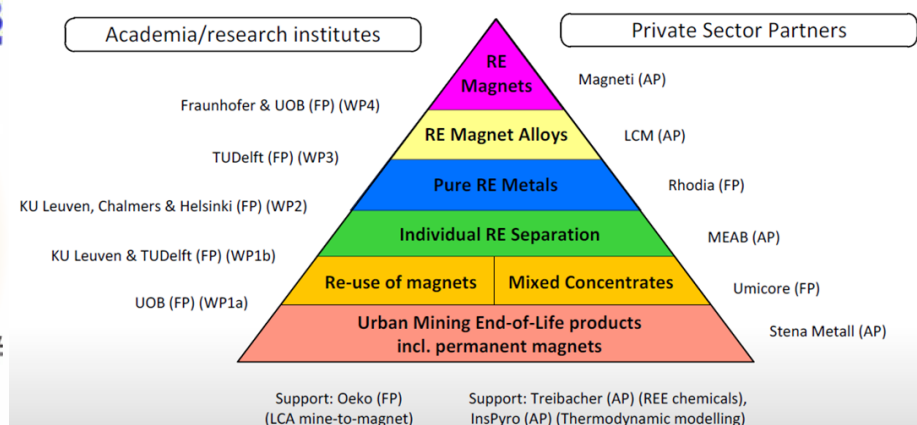 Academia/research institutes
Private Sector Partners
RE
Magnets
Magneti (AP)
Fraunhofer & UOB (FP) (WP4)
RE Magnet Alloys
LCM (AP)
TUDelft (FP) (WP3)
Pure RE Metals
Rhodia (FP)
KU Leuven, Chalmers & Helsinki (FP) (WP2)
Individual RE Separation
MEAB (AP)
KU Leuven & TUDelft (FP) (WP1b)
Re-use of magnets
Mixed Concentrates
Umicore (FP)
UOB (FP) (WP1a)
Urban Mining End-of-Life products
incl. permanent magnets
Stena Metall (AP)
Support: Oeko (FP)
(LCA mine-to-magnet)
Support: Treibacher (AP) (REE chemicals),
InsPyro (AP) (Thermodynamic modelling)